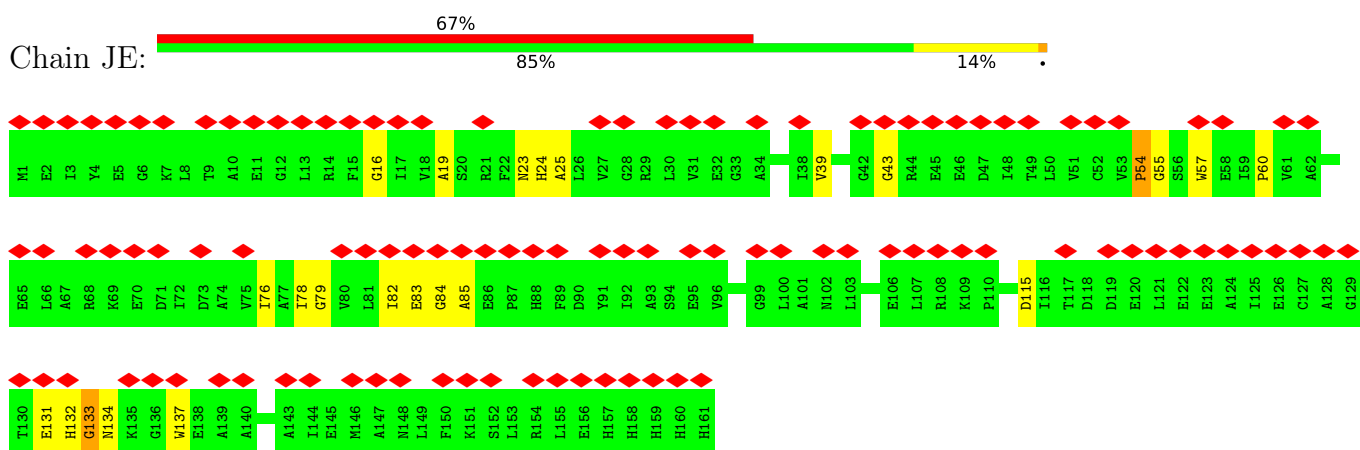 67%
Chain JE:
85% 14% •
M1 E2 I3 Y4 E5 G6 K7 L8 T9 A10 E11 G12 L13 R14 F15 G16 I17 V18 A19 S20 R21 F22 N23 H24 A25 L26 V27 G28 R29 L30 V31 E32 G33 A34 I38 V39 G42 G43 R44 E45 E46 D47 I48 T49 L50 V51 C52 V53 P54 G55 S56 W57 E58 I59 P60 V61 A62
E65 L66 A67 R68 K69 E70 D71 I72 D73 A74 V75 I76 A77 I78 G79 V80 L81 I82 E83 G84 A85 E86 P87 H88 F89 D90 Y91 I92 A93 S94 E95 V96 G99 L100 A101 N102 L103 E106 L107 R108 K109 P110 D115 I116 T117 D118 D119 E120 L121 E122 E123 A124 I125 E126 C127 A128 G129
T130 E131 H132 G133 N134 K135 G136 W137 E138 A139 A140 A143 I144 E145 M146 A147 N148 L149 F150 K151 S152 L153 R154 L155 E156 H157 H158 H159 H160 H161